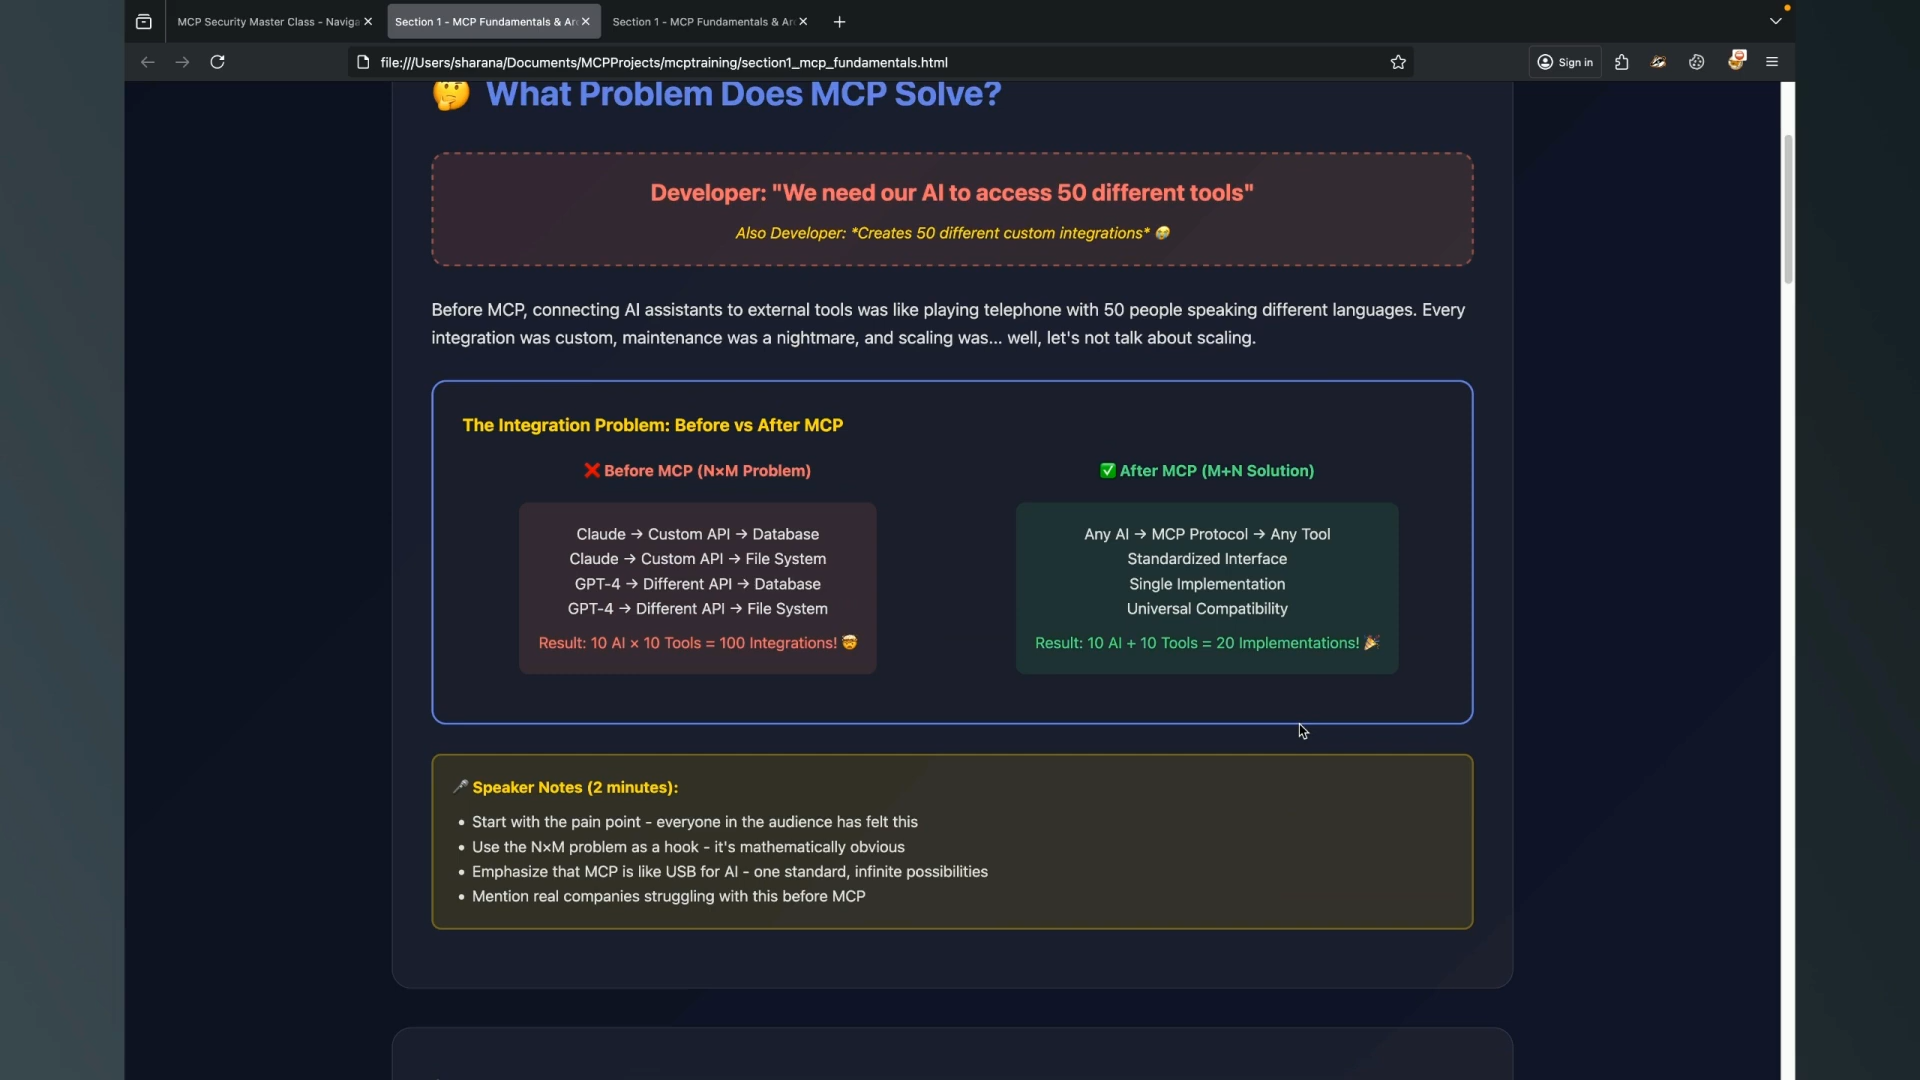 MCP Security Master Class - Naviga
Section 1 - MCP Fundamentals & Ar
Section 1 - MCP Fundamentals & Ar
file:///Users/sharana/Documents/MCPProjects/mcptraining/section1_mcp_fundamentals.html
Sign in
🤔 What Problem Does MCP Solve?
Developer: "We need our AI to access 50 different tools"
Also Developer: *Creates 50 different custom integrations* 😅
Before MCP, connecting AI assistants to external tools was like playing telephone with 50 people speaking different languages. Every
integration was custom, maintenance was a nightmare, and scaling was... well, let's not talk about scaling.
The Integration Problem: Before vs After MCP
❌ Before MCP (N×M Problem)
Claude → Custom API → Database
Claude → Custom API → File System
GPT-4 → Different API → Database
GPT-4 → Different API → File System
Result: 10 AI × 10 Tools = 100 Integrations! 🤯
✅ After MCP (M+N Solution)
Any AI → MCP Protocol → Any Tool
Standardized Interface
Single Implementation
Universal Compatibility
Result: 10 AI + 10 Tools = 20 Implementations! 🎉
🎤 Speaker Notes (2 minutes):
• Start with the pain point - everyone in the audience has felt this
• Use the N×M problem as a hook - it's mathematically obvious
• Emphasize that MCP is like USB for AI - one standard, infinite possibilities
• Mention real companies struggling with this before MCP